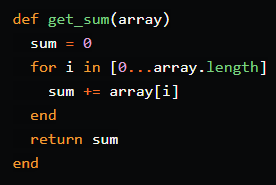 def get_sum(array)
  sum = 0
  for i in [0...array.length]
    sum += array[i]
  end
  return sum
end